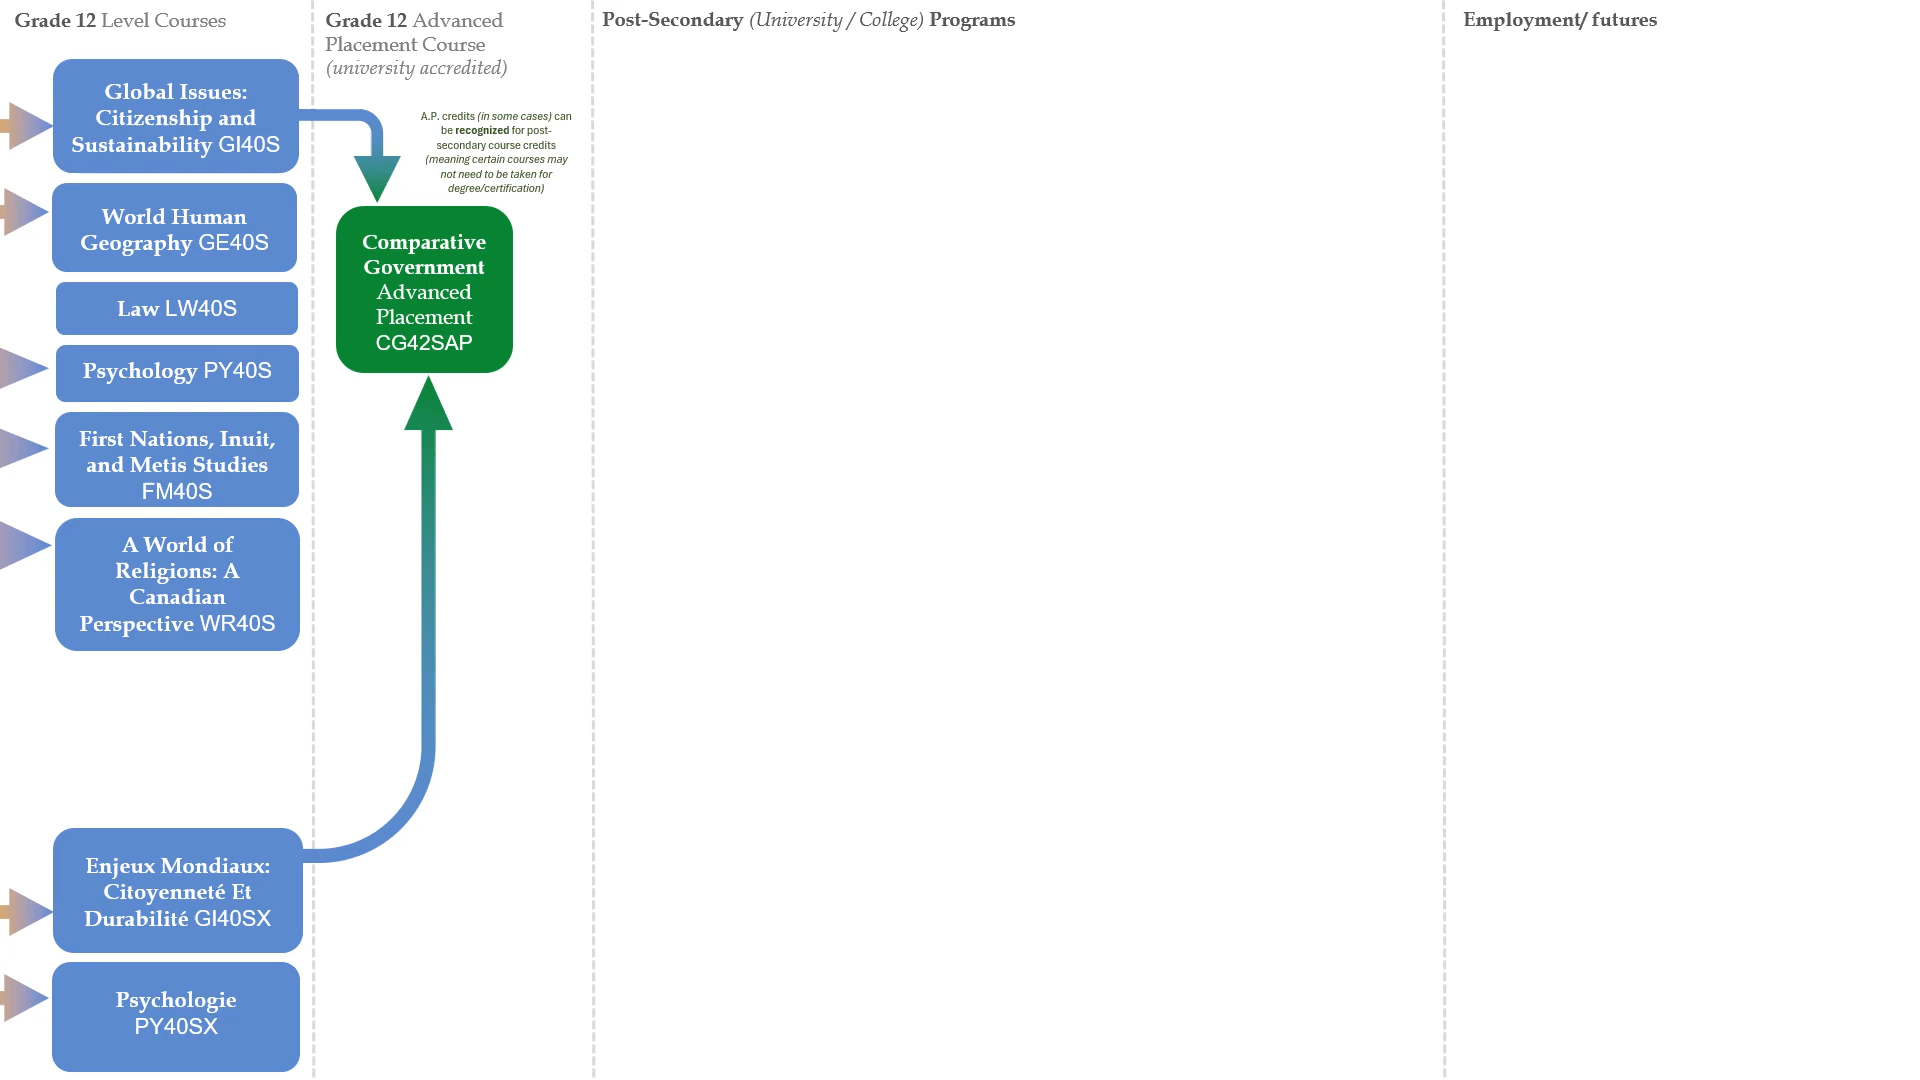 Grade 12 Level Courses
Global Issues:
Citizenship and
Sustainability GI40S
World Human
Geography GE40S
Law LW40S
Psychology PY40S
First Nations, Inuit,
and Metis Studies
FM40S
A World of
Religions: A
Canadian
Perspective WR40S
Enjeux Mondiaux:
Citoyenneté Et
Durabilité GI40SX
Psychologie
PY40SX
Grade 12 Advanced
Placement Course
(university accredited)
A.P. credits (in some cases) can
be recognized for post-
secondary course credits
(meaning certain courses may
not need to be taken for
degree/certification)
Comparative
Government
Advanced
Placement
CG42SAP
Post-Secondary (University / College) Programs
Employment/ futures